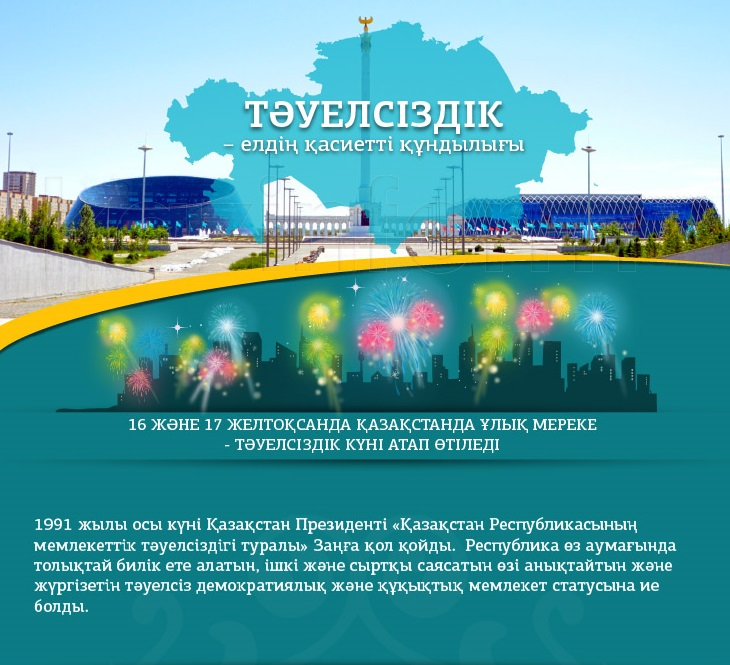 ТӘУЕЛСІЗДІК
– елдің қасиетті құндылығы
16 ЖӘНЕ 17 ЖЕЛТОҚСАНДА ҚАЗАҚСТАНДА ҰЛЫҚ МЕРЕКЕ
- ТӘУЕЛСІЗДІК КҮНІ АТАП ӨТІЛЕДІ
1991 жылы осы күні Қазақстан Президенті «Қазақстан Республикасының
мемлекеттік тәуелсіздігі туралы» Заңға қол қойды. Республика өз аумағында
толықтай билік ете алатын, ішкі және сыртқы саясатын өзі анықтайтын және
жүргізетін тәуелсіз демократиялық және құқықтық мемлекет статусына ие
болды.